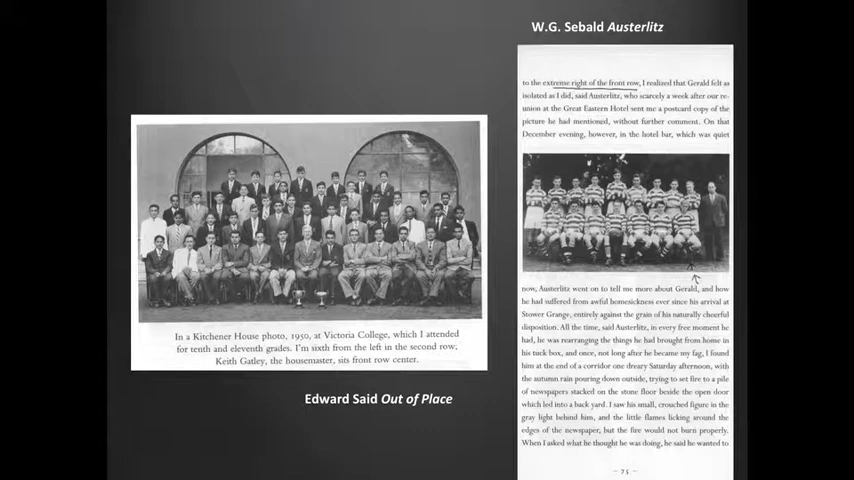 W.G. Sebald Austerlitz
to the extreme right of the front row, I realized that Gerald felt as
isolated as I did, said Austerlitz, who scarcely a week after our re-
union at the Great Eastern Hotel sent me a postcard copy of the
picture he had mentioned, without further comment. On that
December evening, however, in the hotel bar, which was quiet
now, Austerlitz went on to tell me more about Gerald, and how
he had suffered from awful homesickness ever since his arrival at
Stower Grange, entirely against the grain of his naturally cheerful
disposition. All the time, said Austerlitz, in every free moment he
had, he was rearranging the things he had brought from home in
his tuck box, and once, not long after he became my fag, I found
him at the end of a corridor one dreary Saturday afternoon, with
the autumn rain pouring down outside, trying to set fire to a pile
of newspapers stacked on the stone floor beside the open door
which led into a back yard. I saw his small, crouched figure in the
gray light behind him, and the little flames licking around the
edges of the newspaper, but the fire would not burn properly.
When I asked what he thought he was doing, he said he wanted to
– 75 –
In a Kitchener House photo, 1950, at Victoria College, which I attended
for tenth and eleventh grades. I'm sixth from the left in the second row;
Keith Gatley, the housemaster, sits front row center.
Edward Said Out of Place